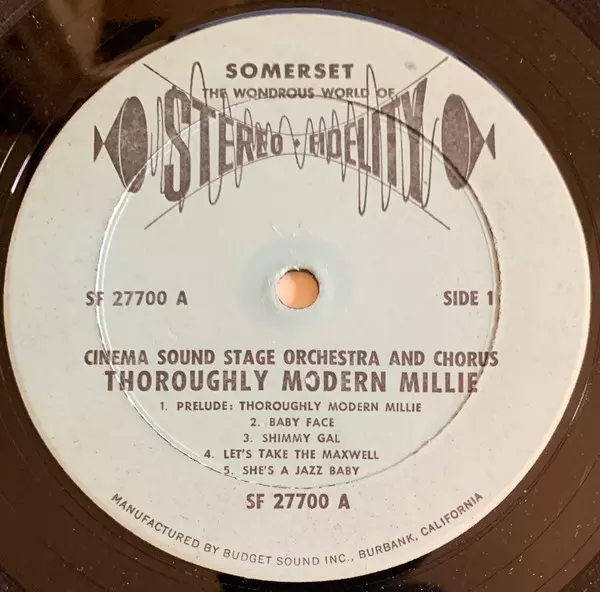 SOMERSET
THE WONDROUS WORLD OF
STEREO - FIDELITY
SF 27700 A
SIDE 1
CINEMA SOUND STAGE ORCHESTRA AND CHORUS
THOROUGHLY MODERN MILLIE
1. PRELUDE: THOROUGHLY MODERN MILLIE
2. BABY FACE
3. SHIMMY GAL
4. LET'S TAKE THE MAXWELL
5. SHE'S A JAZZ BABY
SF 27700 A
MANUFACTURED BY BUDGET SOUND INC., BURBANK, CALIFORNIA